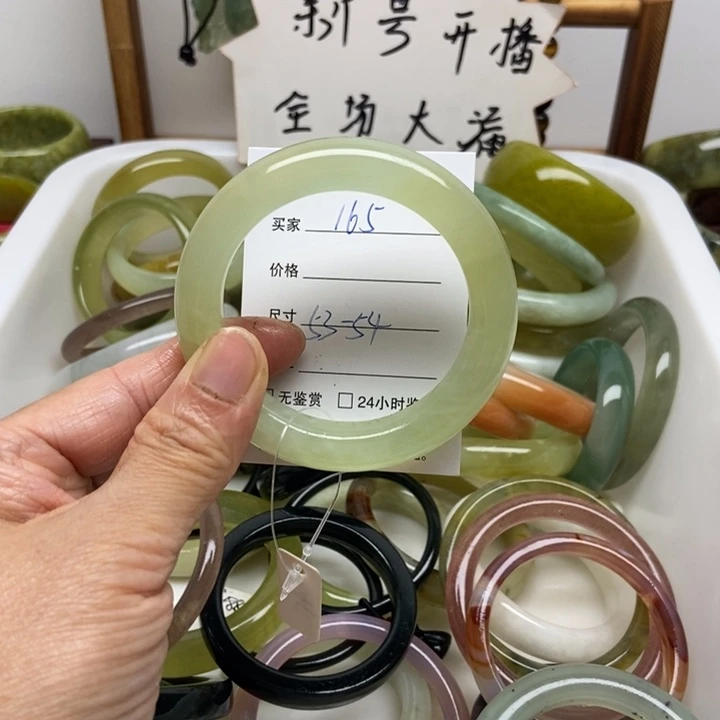 新号开播
全场大漏
买家 165
价格
尺寸 53-54
无鉴赏 □ 24小时